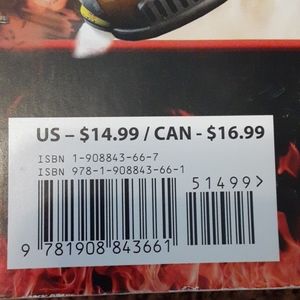 US – $14.99 / CAN - $16.99
ISBN 1-908843-66-7
ISBN 978-1-908843-66-1
51499>
9 781908 843661